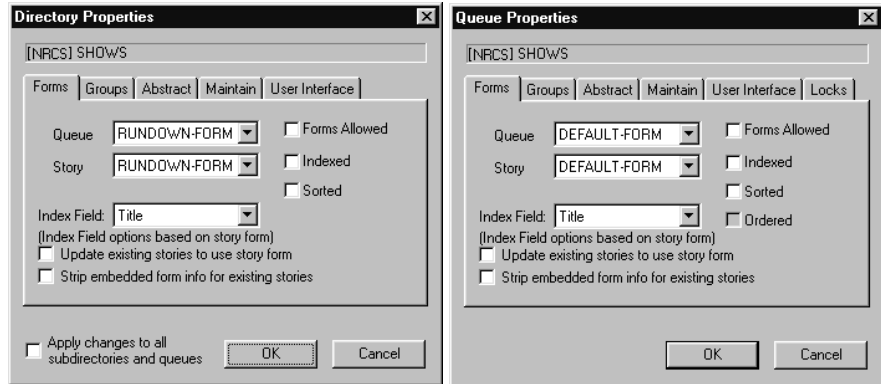 Directory Properties
[NRCS] SHOWS
Forms Groups Abstract Maintain User Interface
Queue RUNDOWN-FORM Forms Allowed
Story RUNDOWN-FORM Indexed
Sorted
Index Field: Title
(Index Field options based on story form)
Update existing stories to use story form
Strip embedded form info for existing stories
Apply changes to all
subdirectories and queues
OK Cancel
Queue Properties
[NRCS] SHOWS
Forms Groups Abstract Maintain User Interface Locks
Queue DEFAULT-FORM Forms Allowed
Story DEFAULT-FORM Indexed
Sorted
Index Field: Title Ordered
(Index Field options based on story form)
Update existing stories to use story form
Strip embedded form info for existing stories
OK Cancel